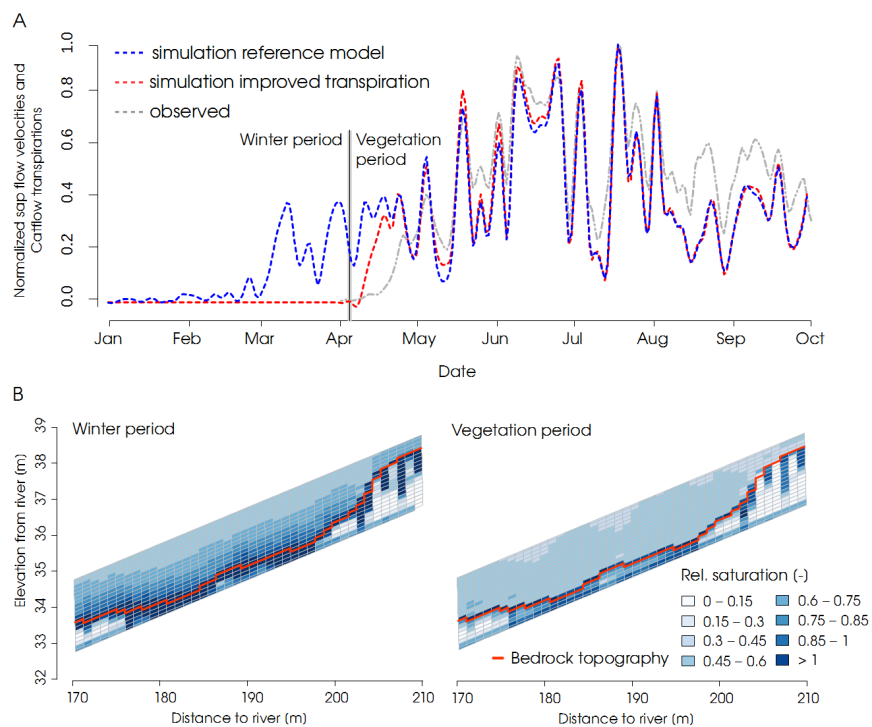 A
Normalized sap flow velocities and
Catflow transpirations
1.0
0.8
0.6
0.4
0.2
0.0
simulation reference model
simulation improved transpiration
observed
Winter period
Vegetation
period
Jan
Feb
Mar
Apr
May
Jun
Jul
Aug
Sep
Oct
Date
B
Elevation from river (m)
39
38
37
36
35
34
33
32
Winter period
170
180
190
200
210
Distance to river (m)
Vegetation period
Rel. saturation (-)
0 – 0.15
0.15 – 0.3
0.3 – 0.45
0.45 – 0.6
0.6 – 0.75
0.75 – 0.85
0.85 – 1
> 1
Bedrock topography
170
180
190
200
210
Distance to river (m)